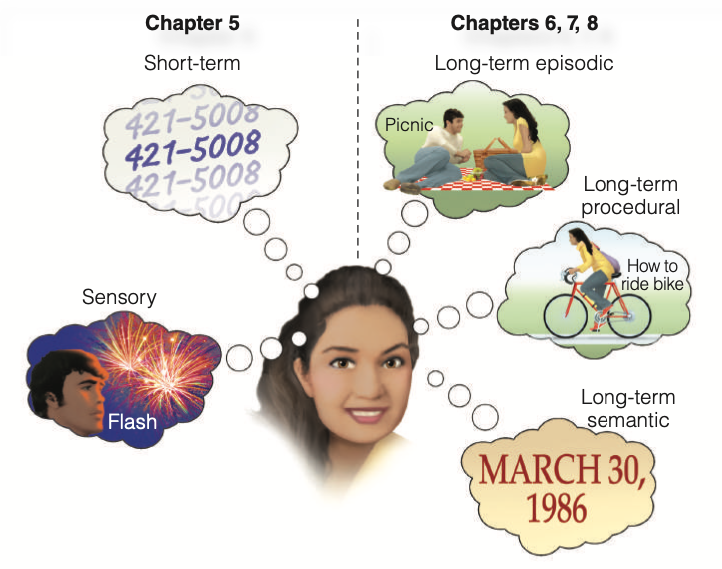 Chapter 5
Chapters 6, 7, 8
Short-term
421-5008
421-5008
421-5008
Long-term episodic
Picnic
Long-term
procedural
How to
ride bike
Sensory
Flash
Long-term
semantic
MARCH 30,
1986